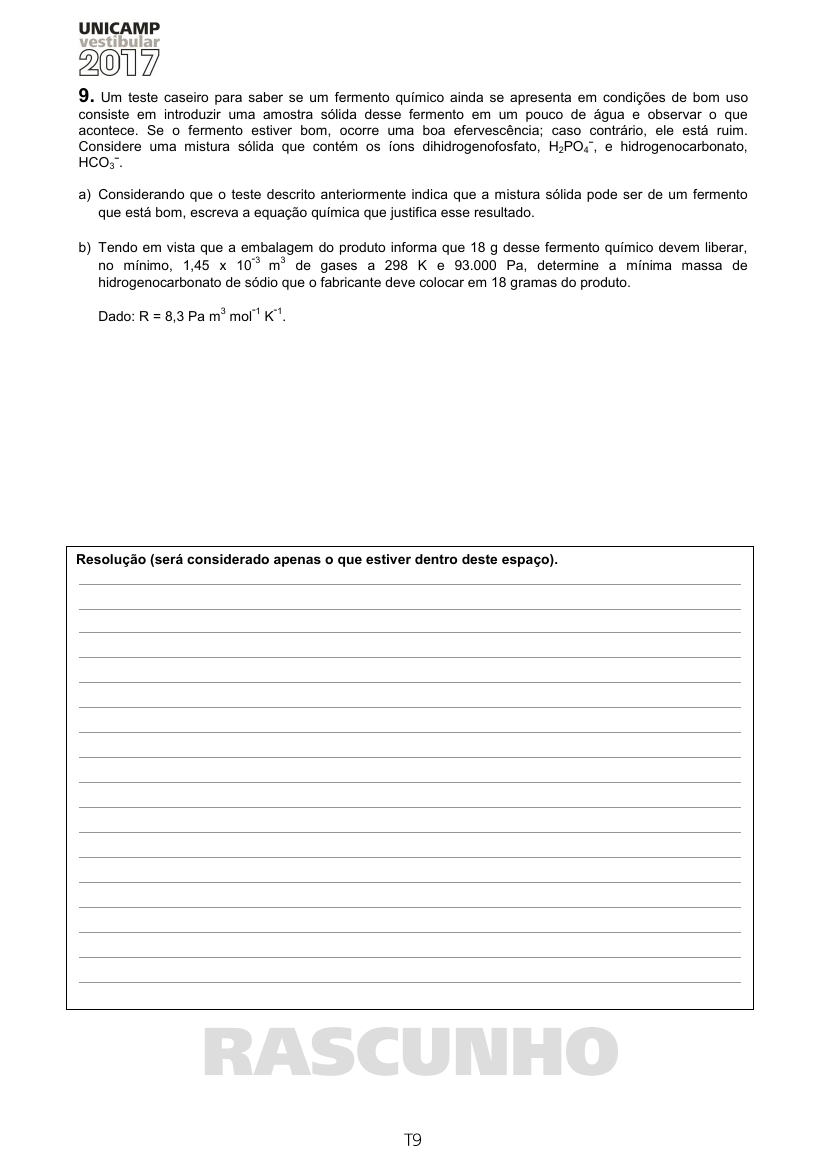 UNICAMP
vestibular
2017
9. Um teste caseiro para saber se um fermento químico ainda se apresenta em condições de bom uso
consiste em introduzir uma amostra sólida desse fermento em um pouco de água e observar o que
acontece. Se o fermento estiver bom, ocorre uma boa efervescência; caso contrário, ele está ruim.
Considere uma mistura sólida que contém os íons dihidrogenofosfato, H₂PO₄⁻, e hidrogenocarbonato,
HCO₃⁻.
a) Considerando que o teste descrito anteriormente indica que a mistura sólida pode ser de um fermento
que está bom, escreva a equação química que justifica esse resultado.
b) Tendo em vista que a embalagem do produto informa que 18 g desse fermento químico devem liberar,
no mínimo, 1,45 x 10⁻³ m³ de gases a 298 K e 93.000 Pa, determine a mínima massa de
hidrogenocarbonato de sódio que o fabricante deve colocar em 18 gramas do produto.
Dado: R = 8,3 Pa m³ mol⁻¹ K⁻¹.
Resolução (será considerado apenas o que estiver dentro deste espaço).
RASCUNHO
T9